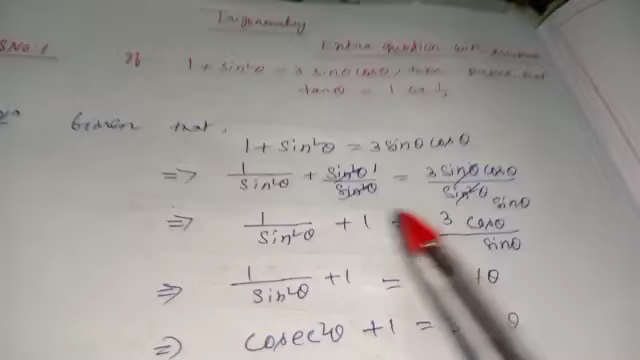 Trigonometry
Extra question with
SNO: 1 If 1 + sin²θ = 3 sinθ cosθ, then prove that
tanθ = 1 or ½
Given that,
1 + sin²θ = 3 sinθ cosθ
⇒ 1/sin²θ + sin²θ/sin²θ = 3 sinθ cosθ/sin²θ
⇒ 1/sin²θ + 1 = 3 cosθ/sinθ
⇒ 1/sin²θ + 1 = θ
⇒ cosec²θ + 1 = θ